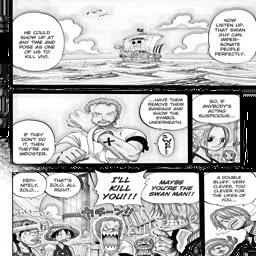 NOW
LISTEN UP.
THAT SWAN
GUY CAN
IMPER-
SONATE
PEOPLE
PERFECTLY.
HE COULD
SHOW UP
AT ANY
TIME AND
POSE AS ONE
OF US TO
KILL VIVI.
SO, IF
ANYBODY'S
ACTING
SUSPICIOUS...
...HAVE THEM
REMOVE THEIR
BANDAGE AND
SHOW THE
SYMBOL
UNDERNEATH.
IF THEY
DON'T DO
IT, THEN
THEY'RE AN
IMPOSTER.
A DOUBLE
BLUFF. VERY
CLEVER. TOO
CLEVER FOR
THE LIKES OF
YOU...
MAYBE
YOU'RE THE
SWAN MAN!!
I'LL
KILL
YOU!!!
THAT'S
ZOLO,
ALL
RIGHT.
DEFI-
NITELY,
ZOLO...